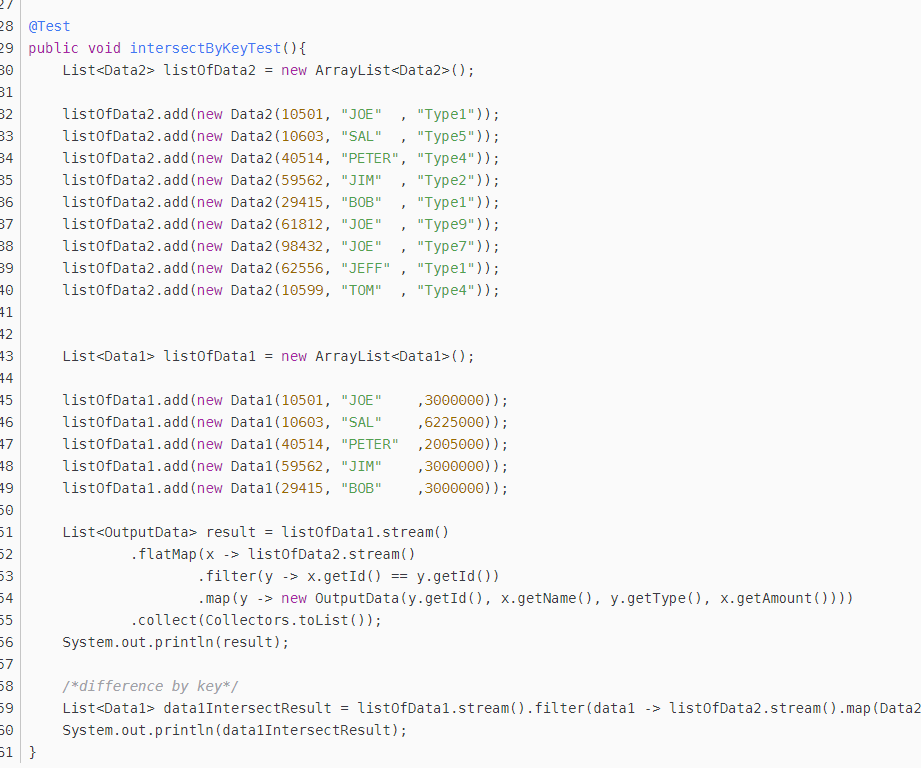 27
28 @Test
29 public void intersectByKeyTest(){
30     List<Data2> listOfData2 = new ArrayList<Data2>();
31
32     listOfData2.add(new Data2(10501, "JOE"  , "Type1"));
33     listOfData2.add(new Data2(10603, "SAL"  , "Type5"));
34     listOfData2.add(new Data2(40514, "PETER", "Type4"));
35     listOfData2.add(new Data2(59562, "JIM"  , "Type2"));
36     listOfData2.add(new Data2(29415, "BOB"  , "Type1"));
37     listOfData2.add(new Data2(61812, "JOE"  , "Type9"));
38     listOfData2.add(new Data2(98432, "JOE"  , "Type7"));
39     listOfData2.add(new Data2(62556, "JEFF" , "Type1"));
40     listOfData2.add(new Data2(10599, "TOM"  , "Type4"));
41
42
43     List<Data1> listOfData1 = new ArrayList<Data1>();
44
45     listOfData1.add(new Data1(10501, "JOE"    ,3000000));
46     listOfData1.add(new Data1(10603, "SAL"    ,6225000));
47     listOfData1.add(new Data1(40514, "PETER"  ,2005000));
48     listOfData1.add(new Data1(59562, "JIM"    ,3000000));
49     listOfData1.add(new Data1(29415, "BOB"    ,3000000));
50
51     List<OutputData> result = listOfData1.stream()
52             .flatMap(x -> listOfData2.stream()
53                     .filter(y -> x.getId() == y.getId())
54                     .map(y -> new OutputData(y.getId(), x.getName(), y.getType(), x.getAmount())))
55             .collect(Collectors.toList());
56     System.out.println(result);
57
58     /*difference by key*/
59     List<Data1> data1IntersectResult = listOfData1.stream().filter(data1 -> listOfData2.stream().map(Data2
60     System.out.println(data1IntersectResult);
61 }